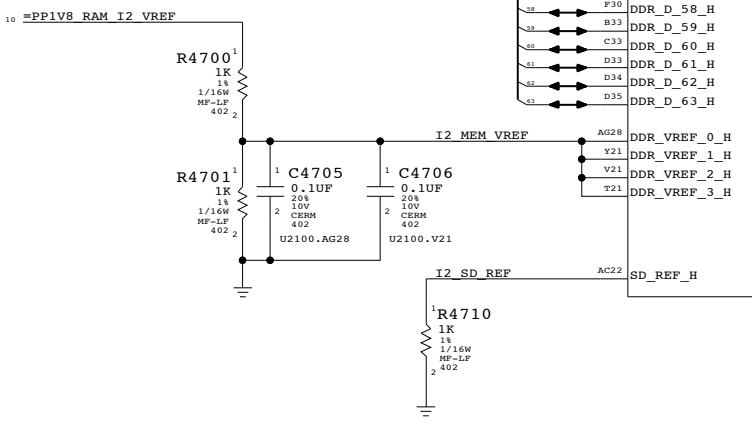 10 =PP1V8_RAM_I2_VREF
R4700
1
1K
1%
1/16W
MF-LF
402
2
58 F30 DDR_D_58_H
59 B33 DDR_D_59_H
60 C33 DDR_D_60_H
61 D33 DDR_D_61_H
62 D34 DDR_D_62_H
63 D35 DDR_D_63_H
I2_MEM_VREF AG28 DDR_VREF_0_H
Y21 DDR_VREF_1_H
V21 DDR_VREF_2_H
T21 DDR_VREF_3_H
R4701
1
1K
1%
1/16W
MF-LF
402
2
1
C4705
0.1UF
20%
10V
CERM
402
2
U2100.AG28
1
C4706
0.1UF
20%
10V
CERM
402
2
U2100.V21
I2_SD_REF AC22 SD_REF_H
1
R4710
1K
1%
1/16W
MF-LF
402
2